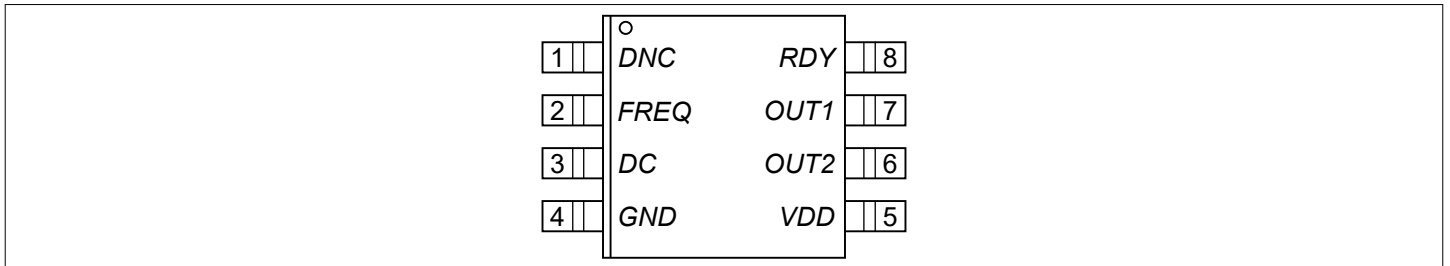 1 DNC RDY 8
2 FREQ OUT1 7
3 DC OUT2 6
4 GND VDD 5